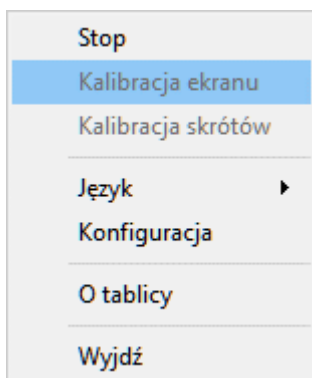 Stop
Kalibracja ekranu
Kalibracja skrótów
Język
Konfiguracja
O tablicy
Wyjdź